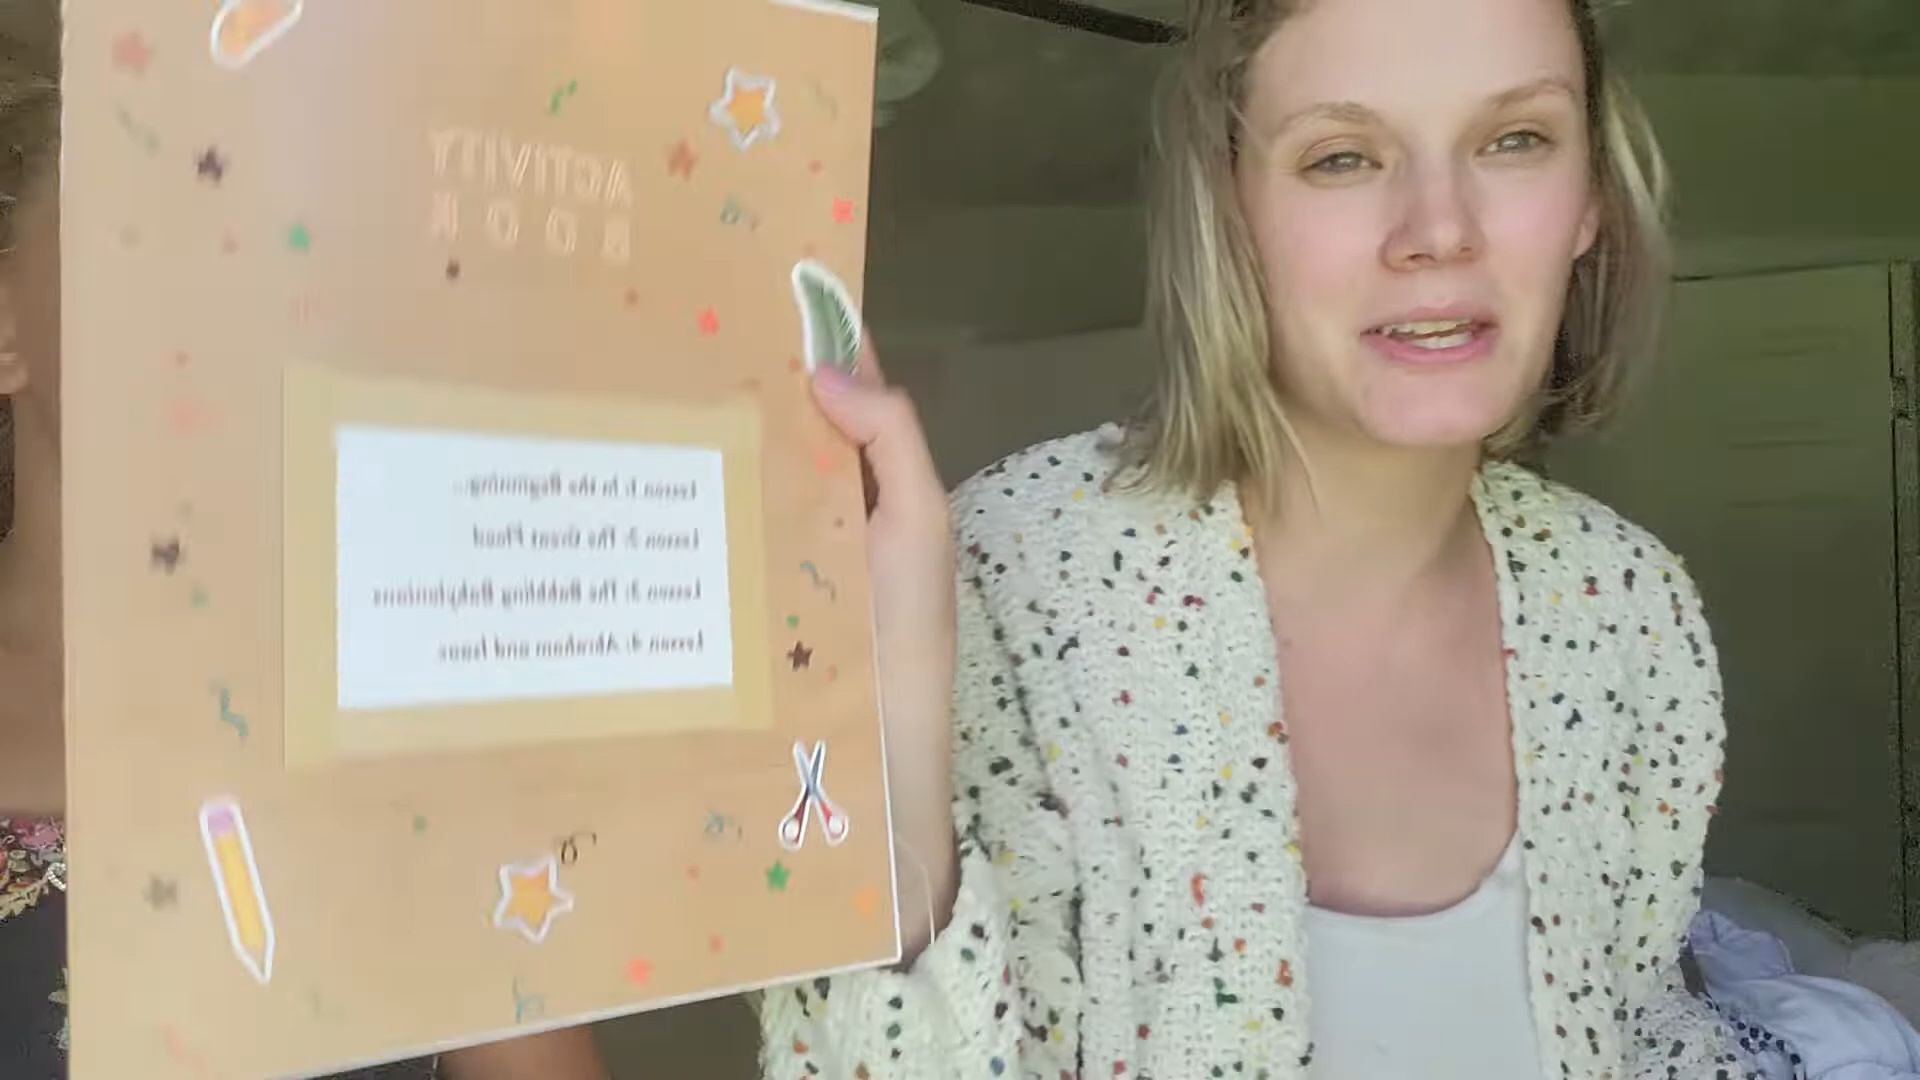 ACTIVITY
BOOK
Lesson 1: In the Beginning...
Lesson 2: The Great Flood
Lesson 3: The Babbling Babylonians
Lesson 4: Abraham and Isaac